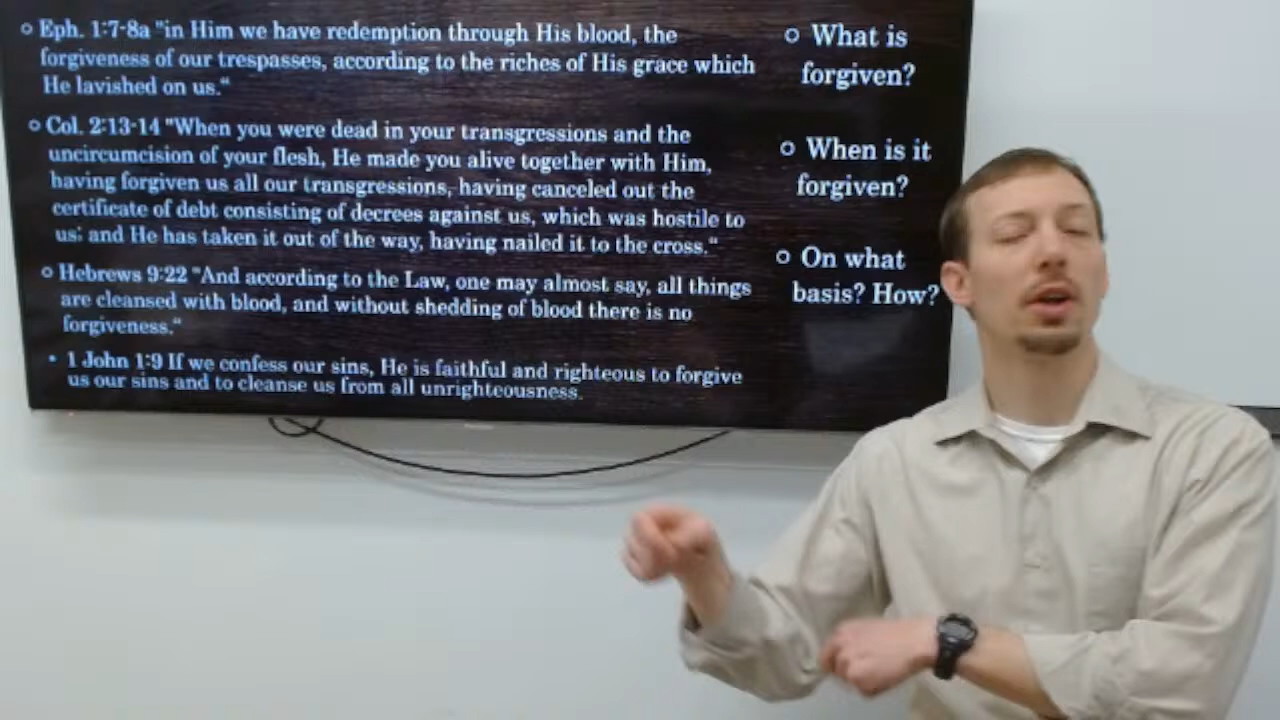 ○ Eph. 1:7-8a "in Him we have redemption through His blood, the
forgiveness of our trespasses, according to the riches of His grace which
He lavished on us."
○ Col. 2:13-14 "When you were dead in your transgressions and the
uncircumcision of your flesh, He made you alive together with Him,
having forgiven us all our transgressions, having canceled out the
certificate of debt consisting of decrees against us, which was hostile to
us; and He has taken it out of the way, having nailed it to the cross."
○ Hebrews 9:22 "And according to the Law, one may almost say, all things
are cleansed with blood, and without shedding of blood there is no
forgiveness."
• 1 John 1:9 If we confess our sins, He is faithful and righteous to forgive
us our sins and to cleanse us from all unrighteousness.
○ What is
forgiven?
○ When is it
forgiven?
○ On what
basis? How?